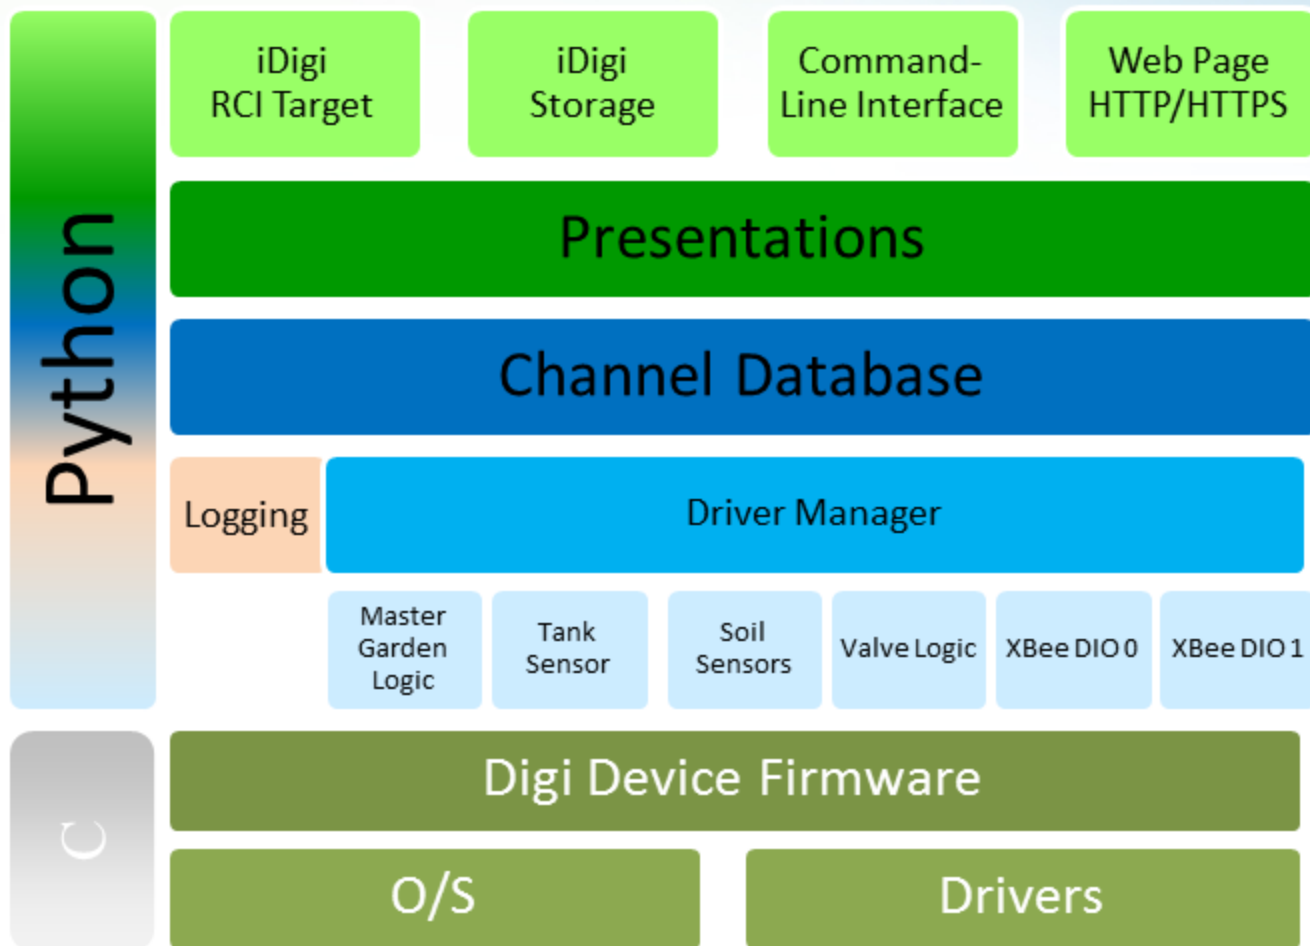 Python
iDigi
RCI Target
iDigi
Storage
Command-
Line Interface
Web Page
HTTP/HTTPS
Presentations
Channel Database
Logging
Driver Manager
Master
Garden
Logic
Tank
Sensor
Soil
Sensors
Valve Logic
XBee DIO 0
XBee DIO 1
C
Digi Device Firmware
O/S
Drivers